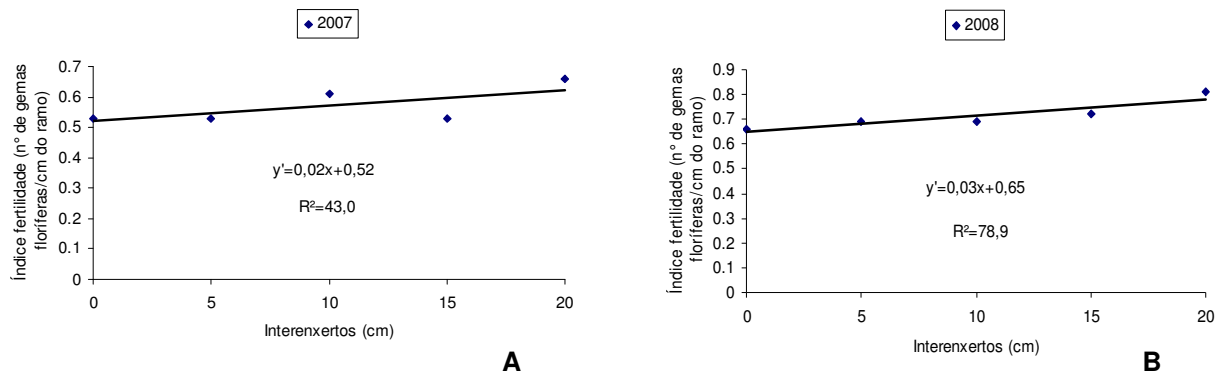 2007
Índice fertilidade (n° de gemas
floríferas/cm do ramo)
0.7
0.6
0.5
0.4
0.3
0.2
0.1
0
y'=0,02x+0,52
R²=43,0
0 5 10 15 20
Interenxertos (cm)
A
2008
Índice fertilidade (n° de gemas
floríferas/cm do ramo)
0.9
0.8
0.7
0.6
0.5
0.4
0.3
0.2
0.1
0
y'=0,03x+0,65
R²=78,9
0 5 10 15 20
Interenxertos (cm)
B